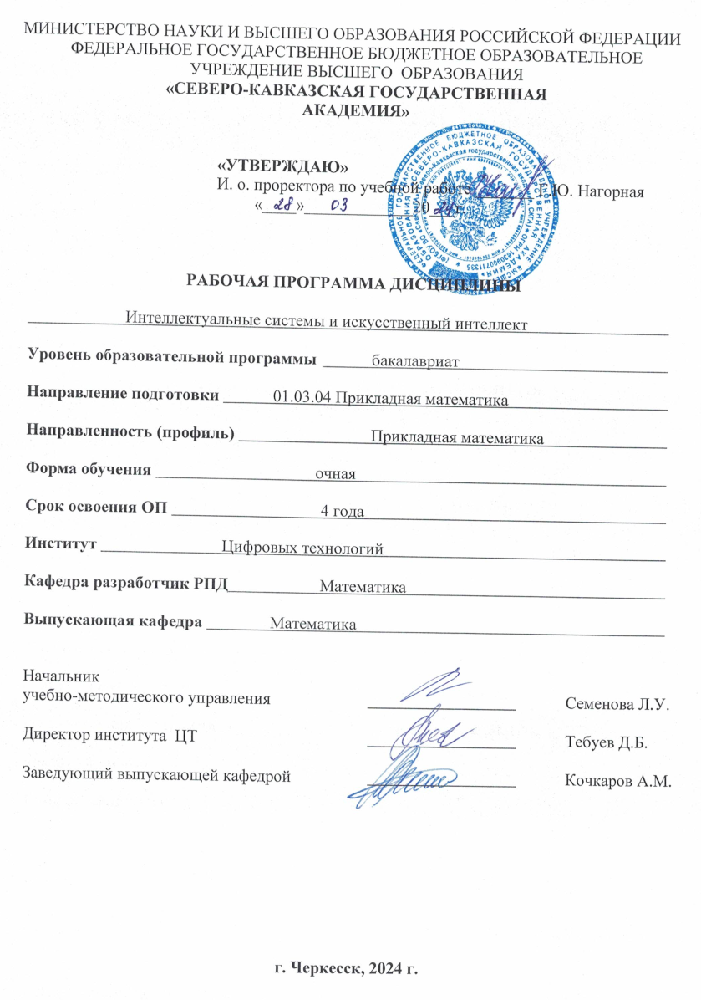 МИНИСТЕРСТВО НАУКИ И ВЫСШЕГО ОБРАЗОВАНИЯ РОССИЙСКОЙ ФЕДЕРАЦИИ
ФЕДЕРАЛЬНОЕ ГОСУДАРСТВЕННОЕ БЮДЖЕТНОЕ ОБРАЗОВАТЕЛЬНОЕ
УЧРЕЖДЕНИЕ ВЫСШЕГО ОБРАЗОВАНИЯ
«СЕВЕРО-КАВКАЗСКАЯ ГОСУДАРСТВЕННАЯ
АКАДЕМИЯ»
«УТВЕРЖДАЮ»
И. о. проректора по учебной работе Г.Ю. Нагорная
« 28 » 03 20 24 г.
РАБОЧАЯ ПРОГРАММА ДИСЦИПЛИНЫ
Интеллектуальные системы и искусственный интеллект
Уровень образовательной программы бакалавриат
Направление подготовки 01.03.04 Прикладная математика
Направленность (профиль) Прикладная математика
Форма обучения очная
Срок освоения ОП 4 года
Институт Цифровых технологий
Кафедра разработчик РПД Математика
Выпускающая кафедра Математика
Начальник
учебно-методического управления Семенова Л.У.
Директор института ЦТ Тебуев Д.Б.
Заведующий выпускающей кафедрой Кочкаров А.М.
г. Черкесск, 2024 г.